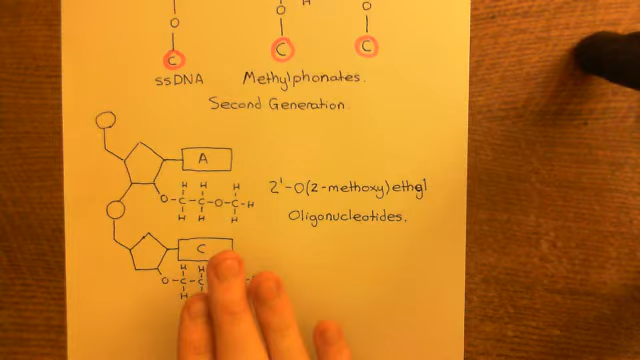 O H O
O
C C C
ssDNA Methylphonates.
Second Generation.
A
2'-O(2-methoxy)ethyl
H H H
O-C-C-O-C-H
H H H
Oligonucleotides.
C
H H
O-C-C
H